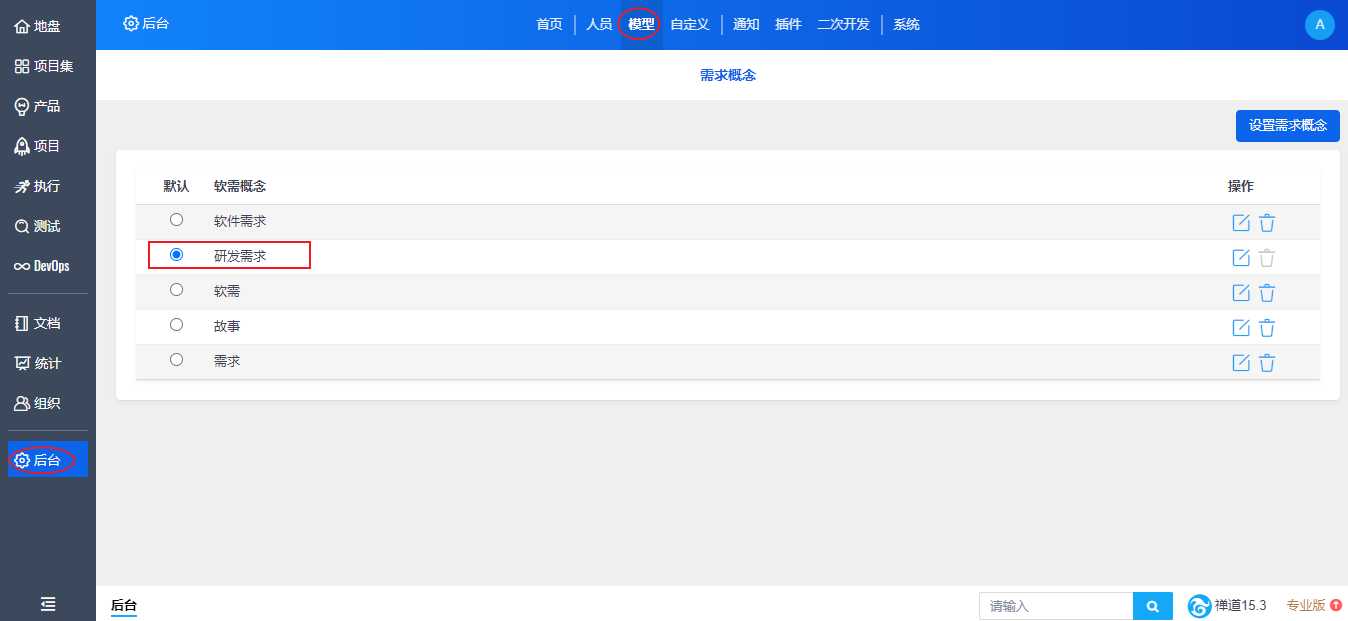 地盘
项目集
产品
项目
执行
测试
DevOps
文档
统计
组织
后台
后台
首页 人员 模型 自定义 通知 插件 二次开发 系统
A
需求概念
设置需求概念
默认 软需概念 操作
软件需求
研发需求
软需
故事
需求
后台
请输入
禅道15.3
专业版